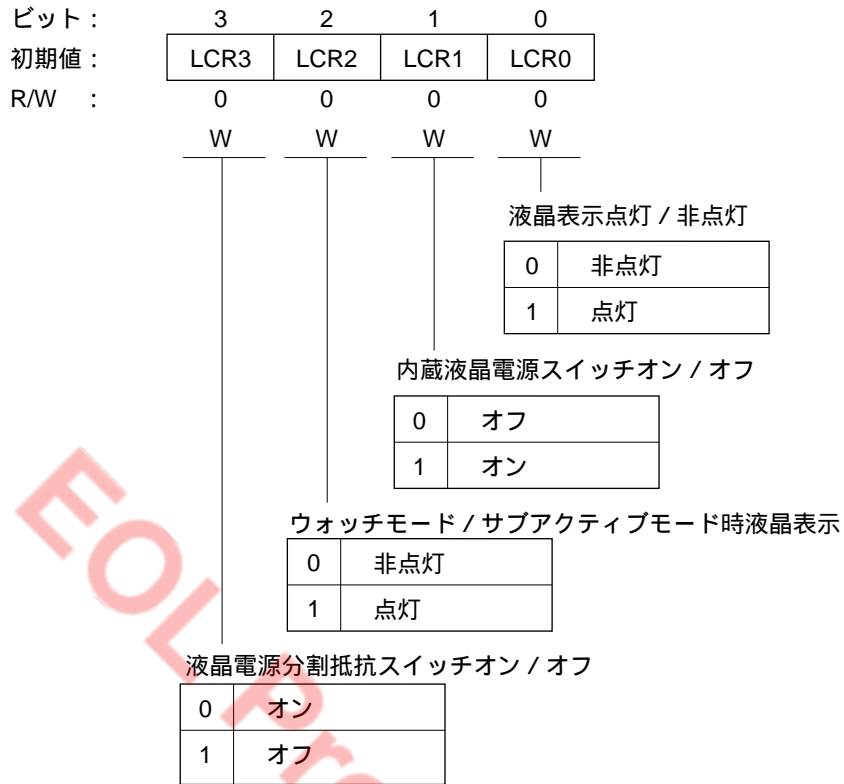 ビット： 3 2 1 0
初期値： LCR3 LCR2 LCR1 LCR0
R/W ： 0 0 0 0
W W W W
液晶表示点灯／非点灯
0 非点灯
1 点灯
内蔵液晶電源スイッチオン／オフ
0 オフ
1 オン
ウォッチモード／サブアクティブモード時液晶表示
0 非点灯
1 点灯
液晶電源分割抵抗スイッチオン／オフ
0 オン
1 オフ
EOL Pro